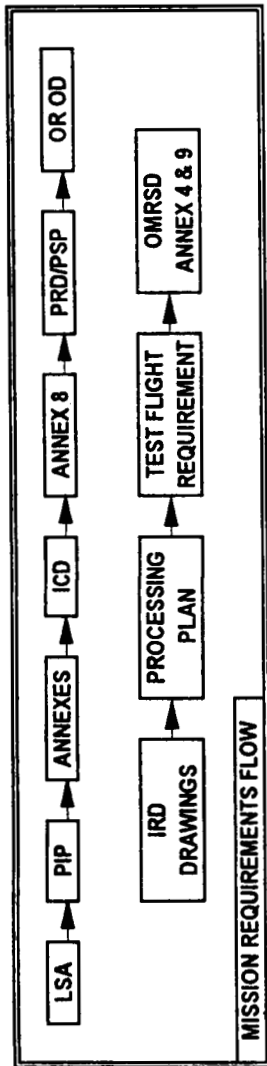 LSA
PIP
ANNEXES
ICD
ANNEX 8
PRD/PSP
OR OD
IRD
DRAWINGS
PROCESSING
PLAN
TEST FLIGHT
REQUIREMENT
OMRSD
ANNEX 4 & 9
MISSION REQUIREMENTS FLOW